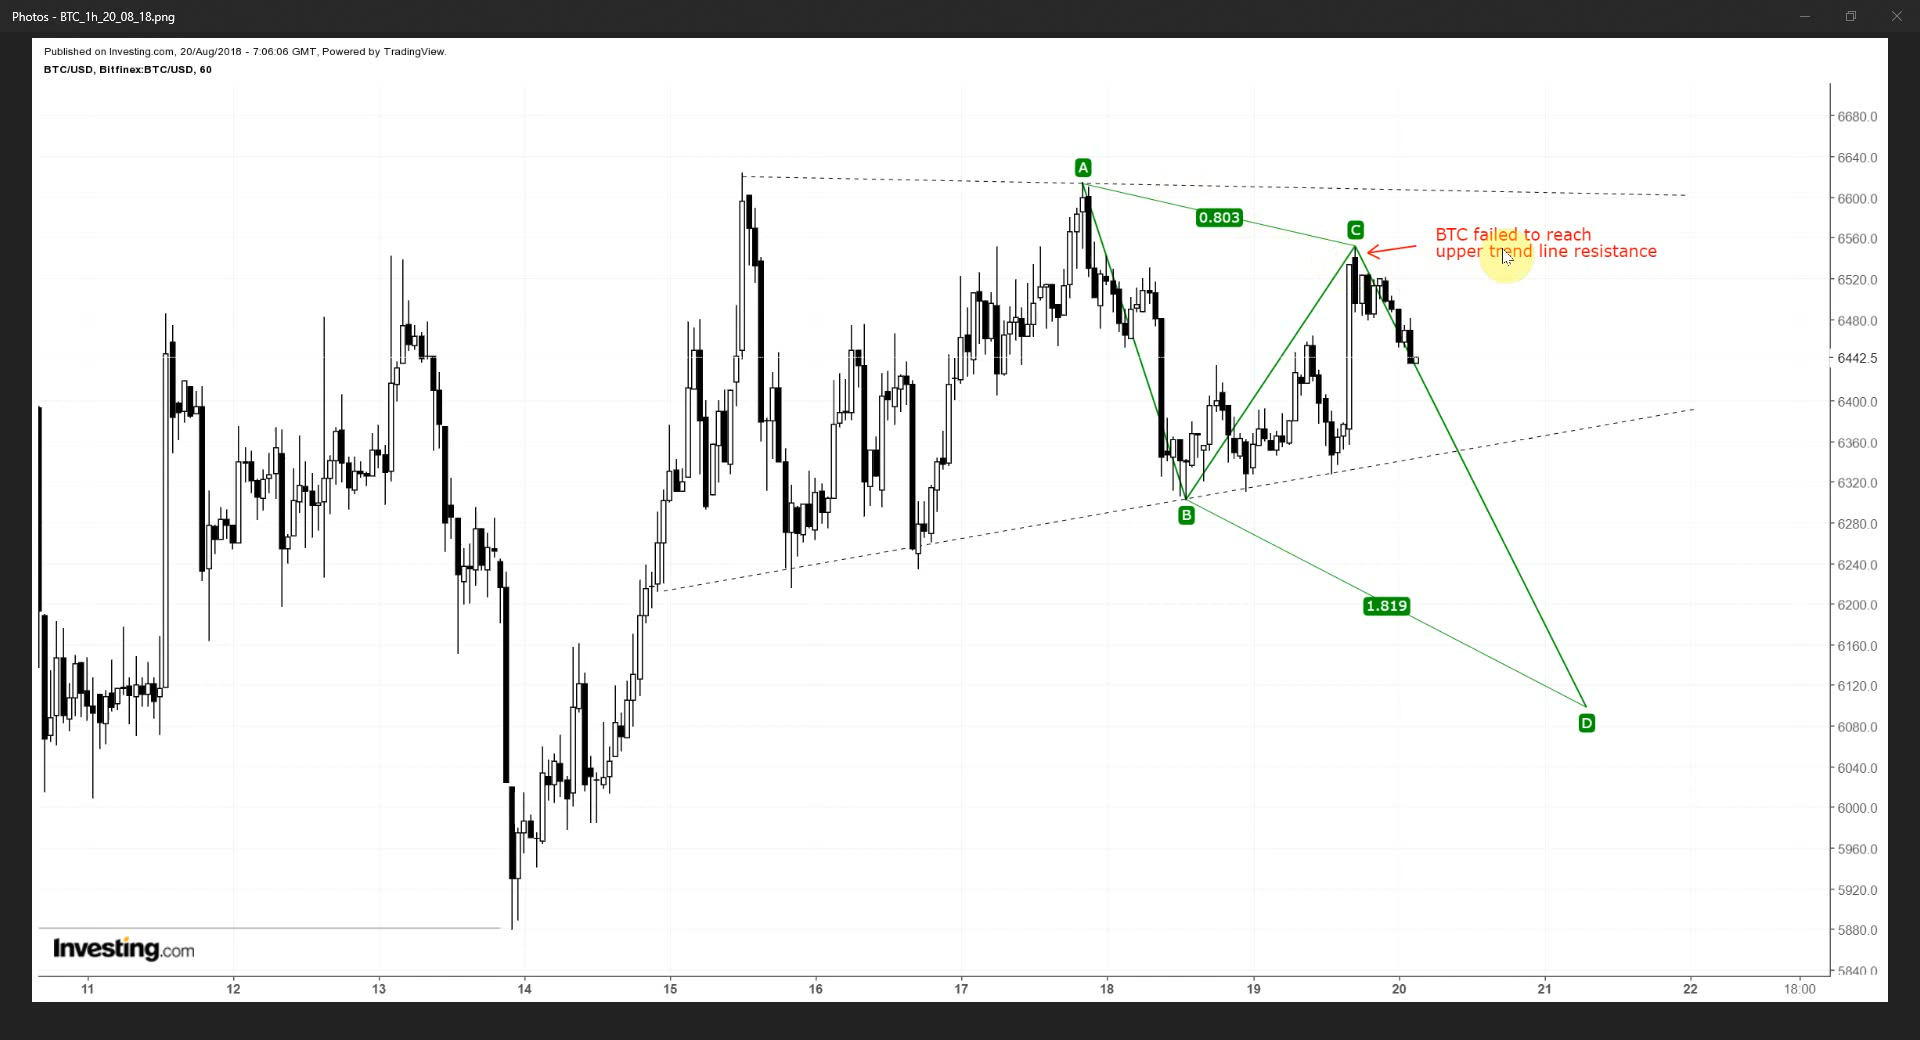 Photos - BTC_1h_20_08_18.png
Published on Investing.com, 20/Aug/2018 - 7:06:06 GMT, Powered by TradingView.
BTC/USD, Bitfinex:BTC/USD, 60
6680.0
6640.0
A
6600.0
0.803
C
BTC failed to reach
upper trend line resistance
6560.0
6520.0
6480.0
6442.5
6400.0
6360.0
6320.0
B
6280.0
6240.0
1.819
6200.0
6160.0
6120.0
D
6080.0
6040.0
6000.0
5960.0
5920.0
5880.0
Investing.com
5840.0
11 12 13 14 15 16 17 18 19 20 21 22 18:00